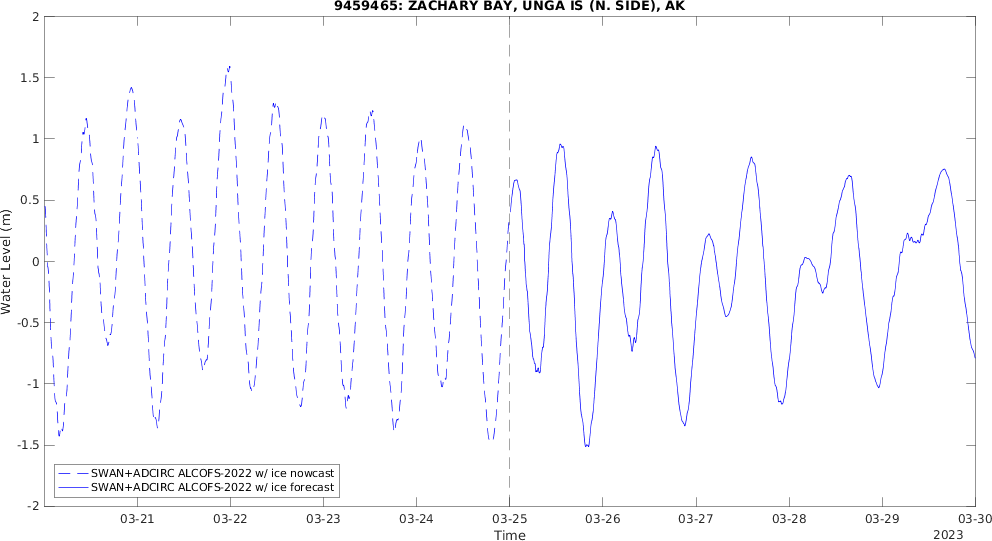 9459465: ZACHARY BAY, UNGA IS (N. SIDE), AK
2
1.5
1
0.5
0
-0.5
-1
-1.5
-2
Water Level (m)
SWAN+ADCIRC ALCOFS-2022 w/ ice nowcast
SWAN+ADCIRC ALCOFS-2022 w/ ice forecast
03-21 03-22 03-23 03-24 03-25 03-26 03-27 03-28 03-29 03-30
Time
2023